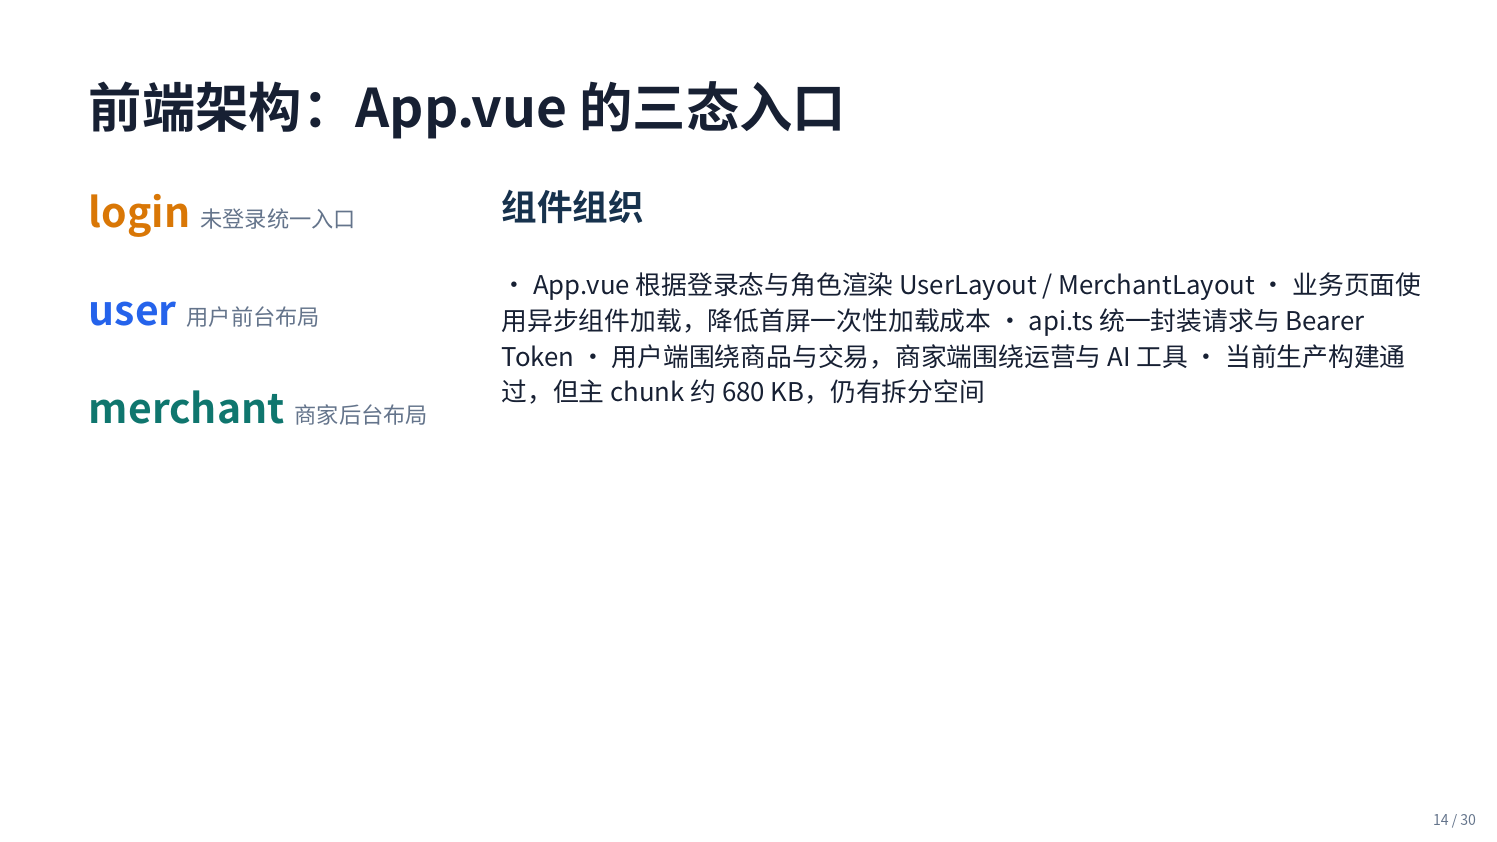 前端架构：App.vue 的三态入口
login 未登录统一入口
user 用户前台布局
merchant 商家后台布局
组件组织
• App.vue 根据登录态与角色渲染 UserLayout / MerchantLayout • 业务页面使
用异步组件加载，降低首屏一次性加载成本 • api.ts 统一封装请求与 Bearer
Token • 用户端围绕商品与交易，商家端围绕运营与 AI 工具 • 当前生产构建通
过，但主 chunk 约 680 KB，仍有拆分空间
14 / 30